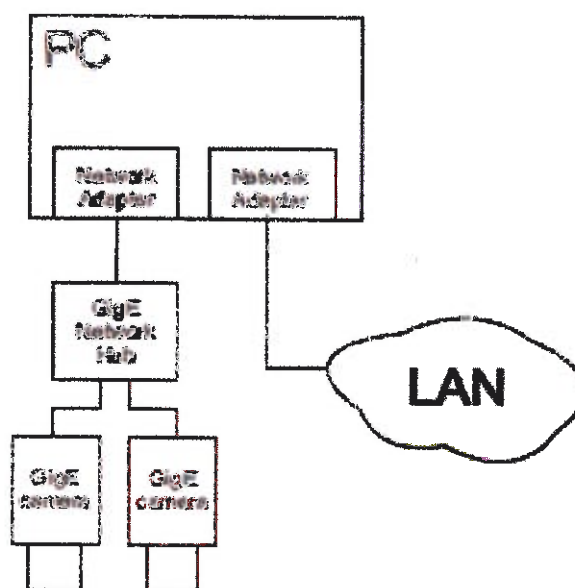 PC
Network
Adapter
Network
Adapter
GigE
Network
Hub
LAN
GigE
camera
GigE
camera